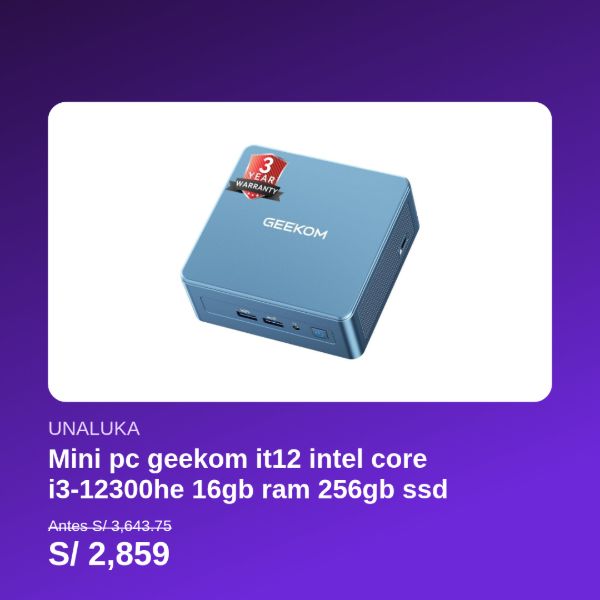 3
YEAR
WARRANTY
GEEKOM
UNALUKA
Mini pc geekom it12 intel core
i3-12300he 16gb ram 256gb ssd
Antes S/ 3,643.75
S/ 2,859